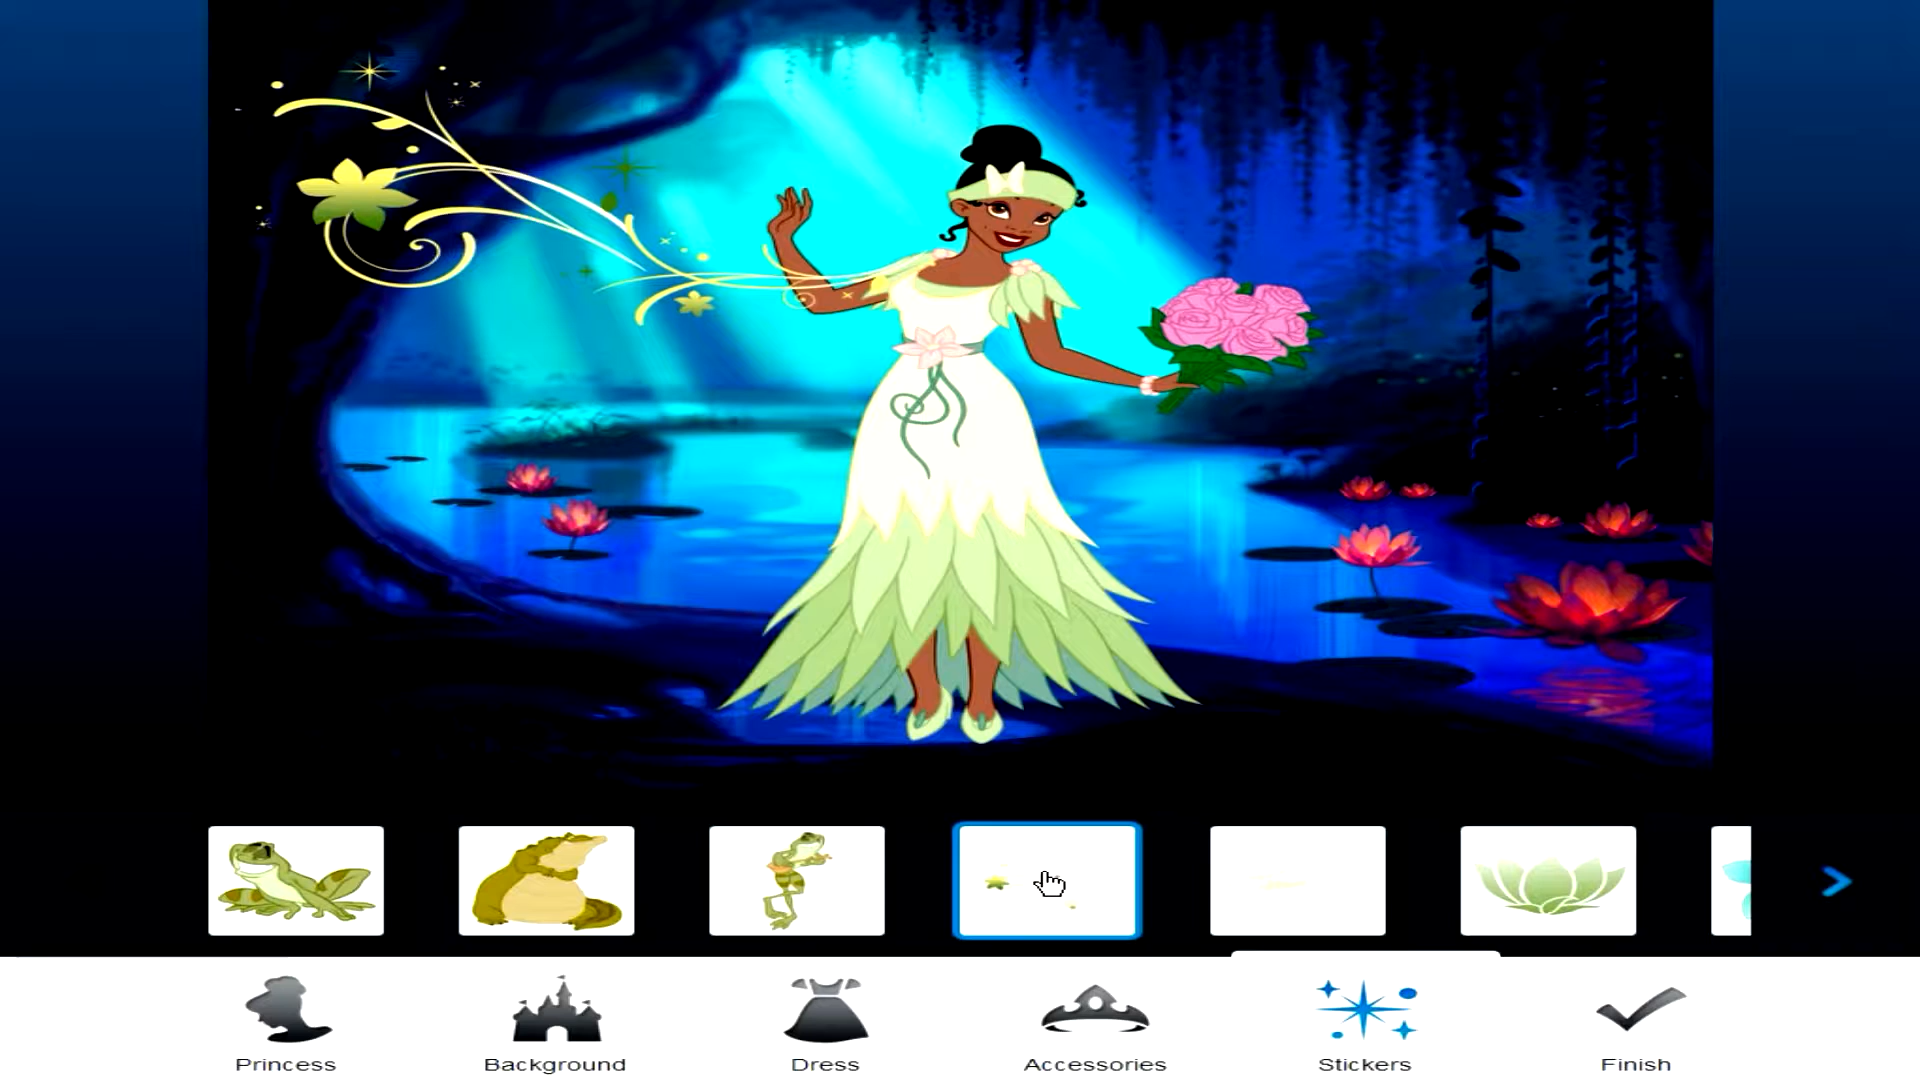 Princess
Background
Dress
Accessories
Stickers
Finish